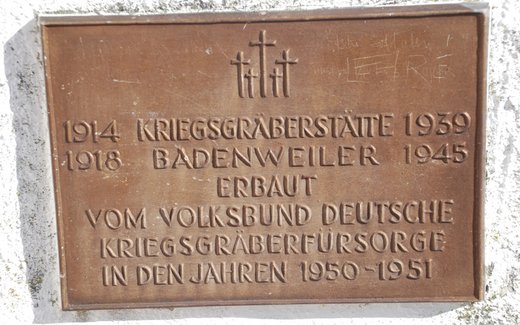 1914 KRIEGSGRÄBERSTÄTTE 1939
1918 BADENWEILER 1945
ERBAUT
VOM VOLKSBUND DEUTSCHE
KRIEGSGRÄBERFÜRSORGE
IN DEN JAHREN 1950-1951